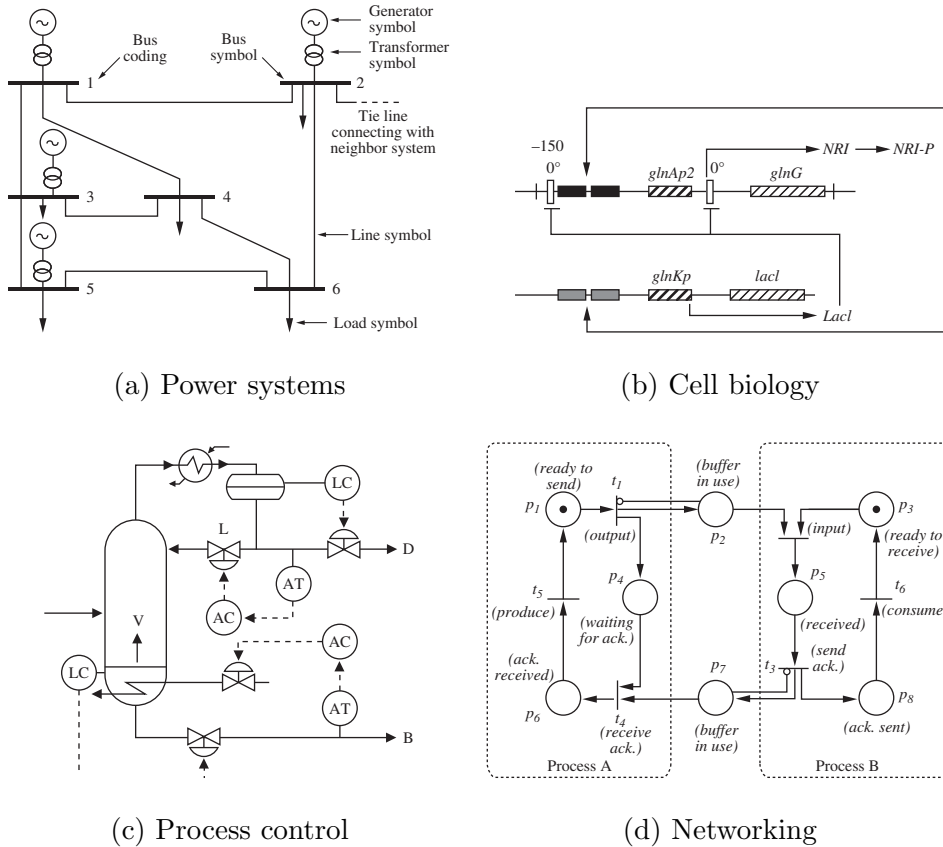 Generator
symbol
Transformer
symbol
Bus
coding
Bus
symbol
1
2
Tie line
connecting with
neighbor system
3
4
Line symbol
5
6
Load symbol
(a) Power systems
–150
0°
glnAp2
0°
NRI
NRI-P
glnG
glnKp
lacl
Lacl
(b) Cell biology
LC
L
D
AT
AC
V
AC
LC
AT
B
(c) Process control
(ready to
send)
t1
(buffer
in use)
p1
(output)
p2
(input)
p3
(ready to
receive)
p4
p5
t5
(produce)
(waiting
for ack.)
(received)
t6
(consume)
(ack.
received)
p7
t3
(send
ack.)
p6
t4
(receive
ack.)
(buffer
in use)
p8
(ack. sent)
Process A
Process B
(d) Networking